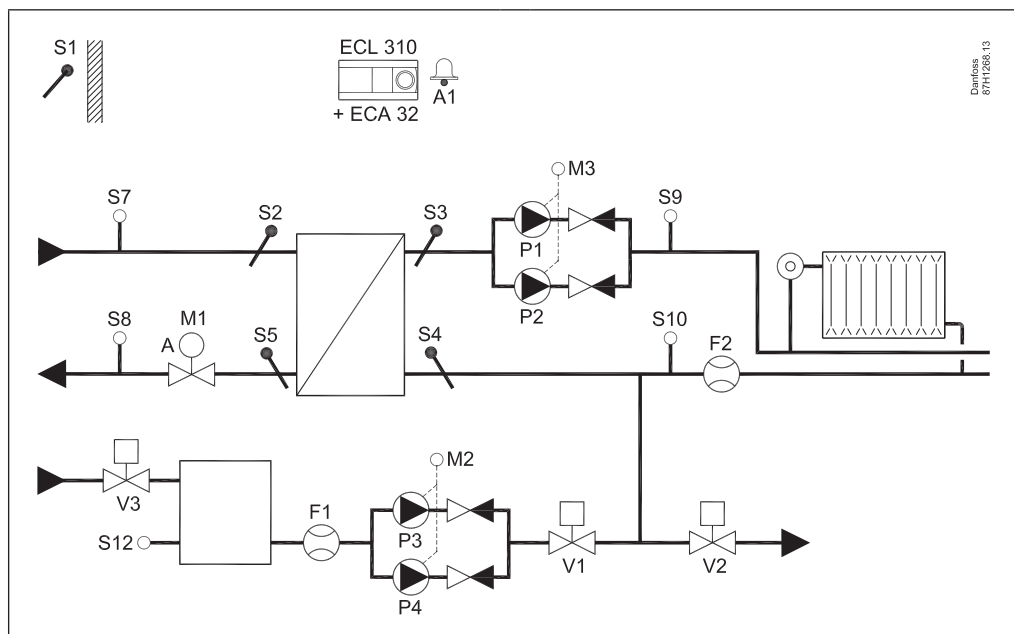 S1
ECL 310
A1
+ ECA 32
Danfoss
87H1268.13
M3
S7
S2
S3
S9
P1
P2
S8
M1
A
S5
S4
S10
F2
M2
V3
F1
P3
S12
V1
V2
P4